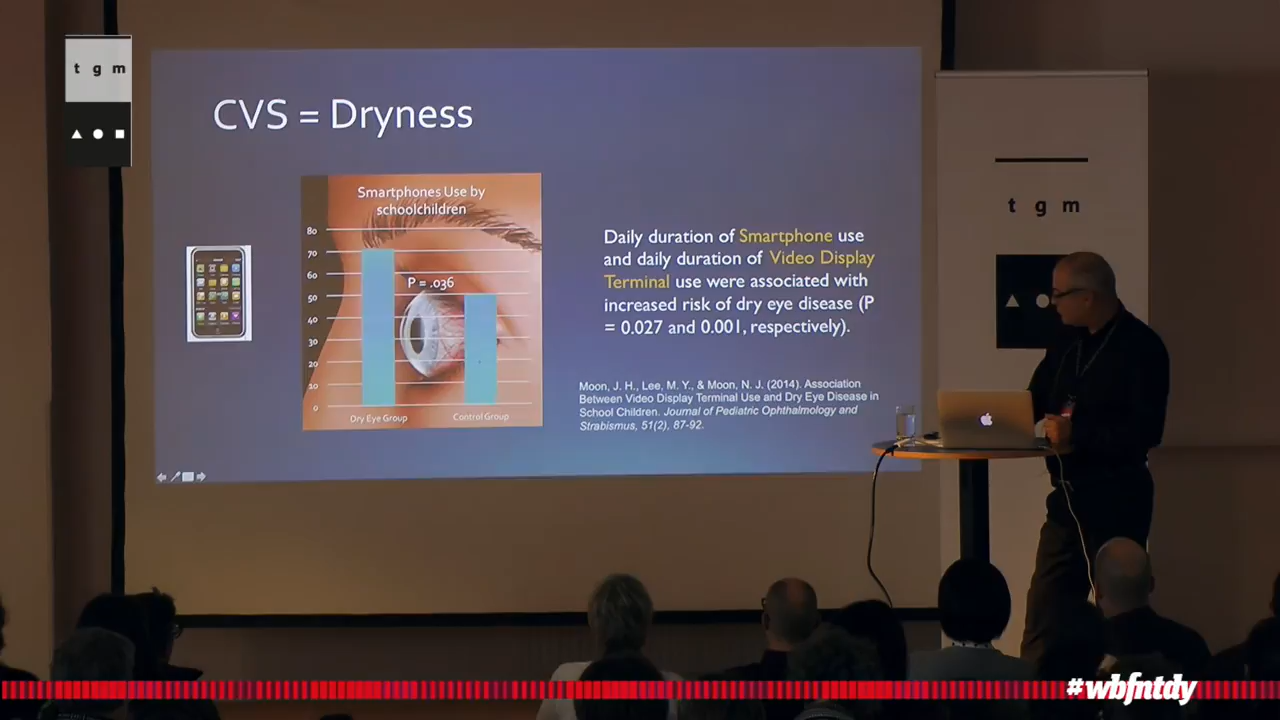 t g m
CVS = Dryness
Smartphones Use by
schoolchildren
80
70
60
50
40
30
20
10
0
P = .036
Dry Eye Group
Control Group
Daily duration of Smartphone use
and daily duration of Video Display
Terminal use were associated with
increased risk of dry eye disease (P
= 0.027 and 0.001, respectively).
Moon, J. H., Lee, M. Y., & Moon, N. J. (2014). Association
Between Video Display Terminal Use and Dry Eye Disease in
School Children. Journal of Pediatric Ophthalmology and
Strabismus, 51(2), 87-92.
t g m
#wbfntdy